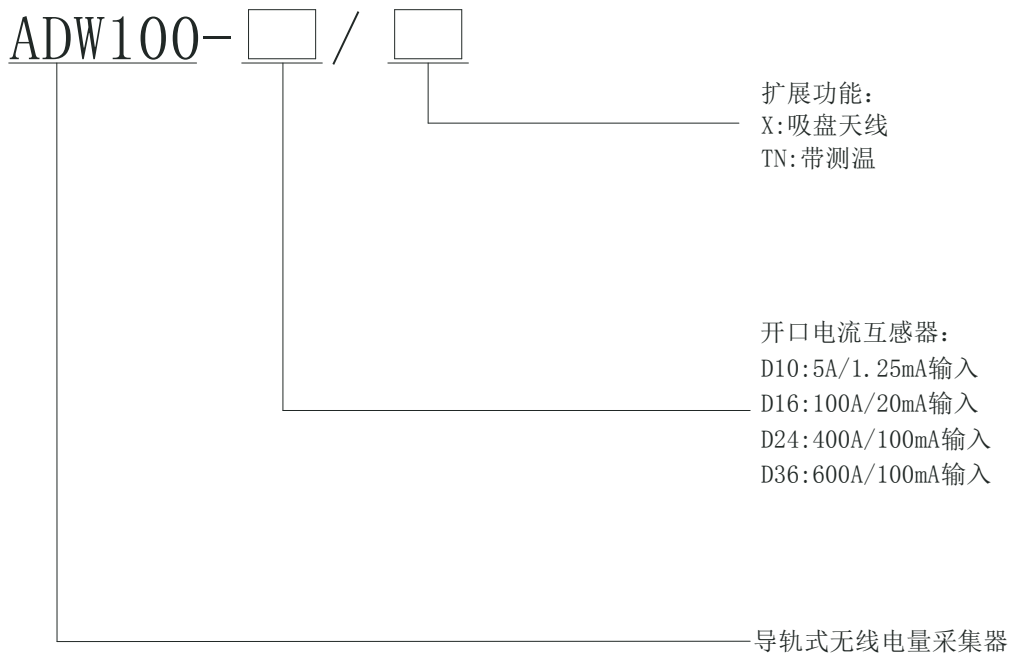 ADW100- /
扩展功能：
X:吸盘天线
TN:带测温
开口电流互感器：
D10:5A/1.25mA输入
D16:100A/20mA输入
D24:400A/100mA输入
D36:600A/100mA输入
导轨式无线电量采集器